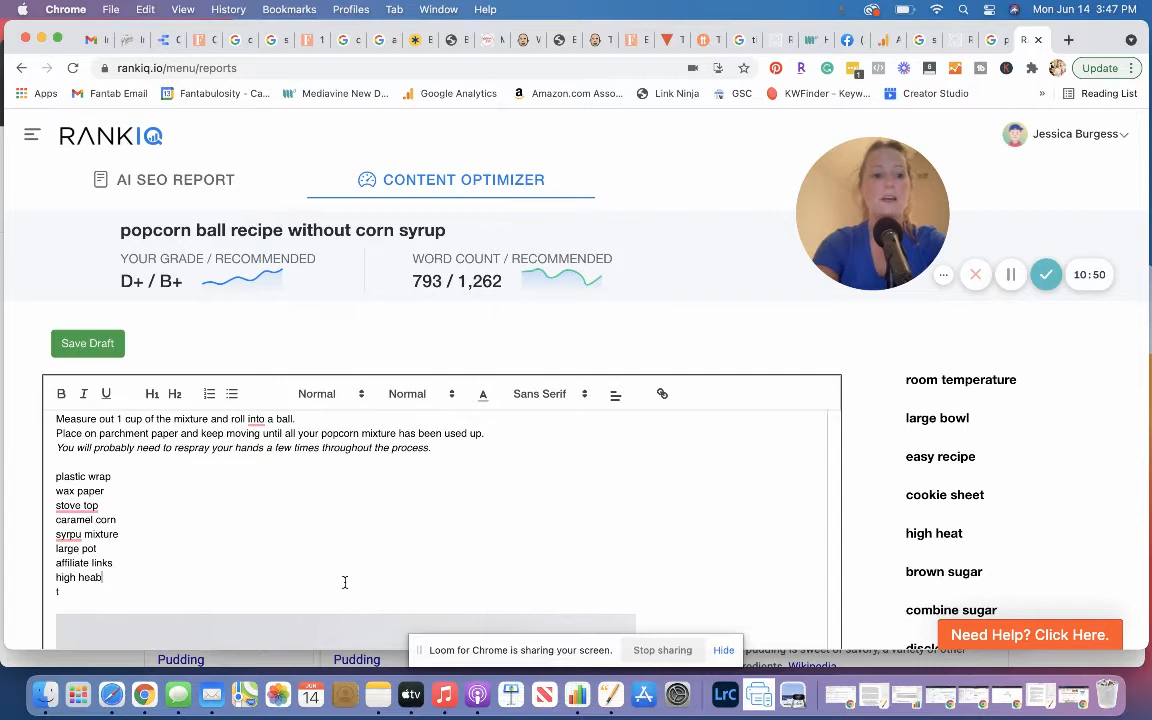 Chrome File Edit View History Bookmarks Profiles Tab Window Help Mon Jun 14 3:47 PM
rankiq.io/menu/reports Update
Apps Fantab Email Fantabulosity - Ca... Mediavine New D... Google Analytics Amazon.com Asso... Link Ninja GSC KWFinder - Keyw... Creator Studio » Reading List
RANKIQ Jessica Burgess
AI SEO REPORT CONTENT OPTIMIZER
popcorn ball recipe without corn syrup
YOUR GRADE / RECOMMENDED WORD COUNT / RECOMMENDED
D+ / B+ 793 / 1,262
10:50
Save Draft
B I U H1 H2 Normal Normal A Sans Serif
Measure out 1 cup of the mixture and roll into a ball.
Place on parchment paper and keep moving until all your popcorn mixture has been used up.
You will probably need to respray your hands a few times throughout the process.
plastic wrap
wax paper
stove top
caramel corn
syrpu mixture
large pot
affiliate links
high heab
t
room temperature
large bowl
easy recipe
cookie sheet
high heat
brown sugar
combine sugar
Need Help? Click Here.
Loom for Chrome is sharing your screen. Stop sharing Hide
Pudding Pudding
Wikipedia
JUN
14
tv
LrC